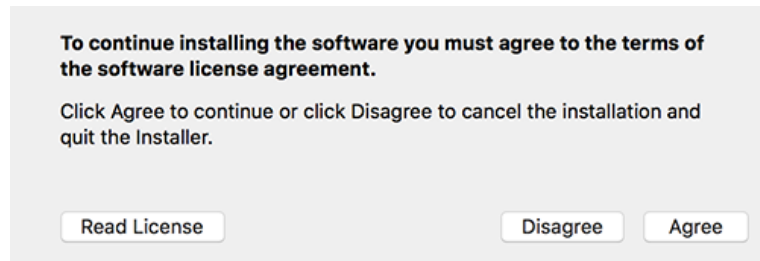 To continue installing the software you must agree to the terms of
the software license agreement.
Click Agree to continue or click Disagree to cancel the installation and
quit the Installer.
Read License
Disagree
Agree